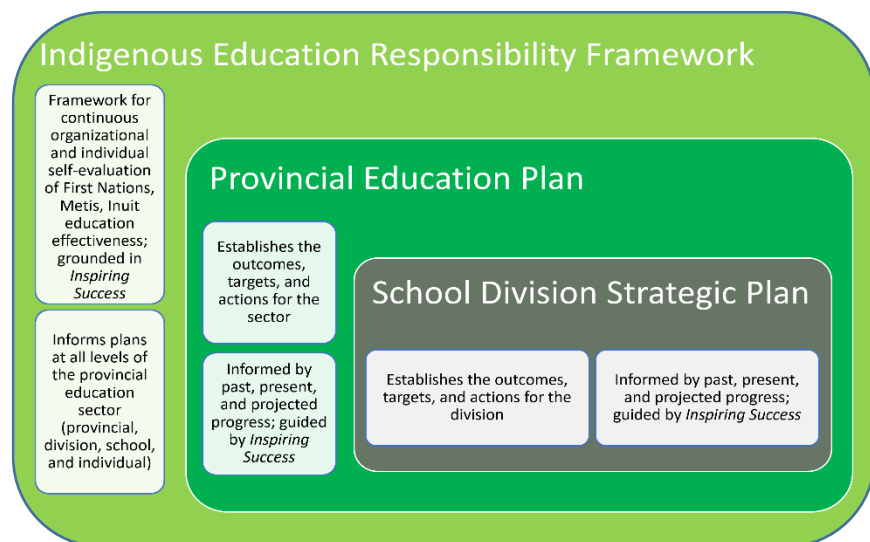 Indigenous Education Responsibility Framework
Framework for
continuous
organizational
and individual
self-evaluation
of First Nations,
Metis, Inuit
education
effectiveness;
grounded in
Inspiring
Success
Informs plans
at all levels of
the provincial
education
sector
(provincial,
division, school,
and individual)
Provincial Education Plan
Establishes the
outcomes,
targets, and
actions for the
sector
Informed by
past, present,
and projected
progress; guided
by Inspiring
Success
School Division Strategic Plan
Establishes the outcomes,
targets, and actions for the
division
Informed by past, present,
and projected progress;
guided by Inspiring Success